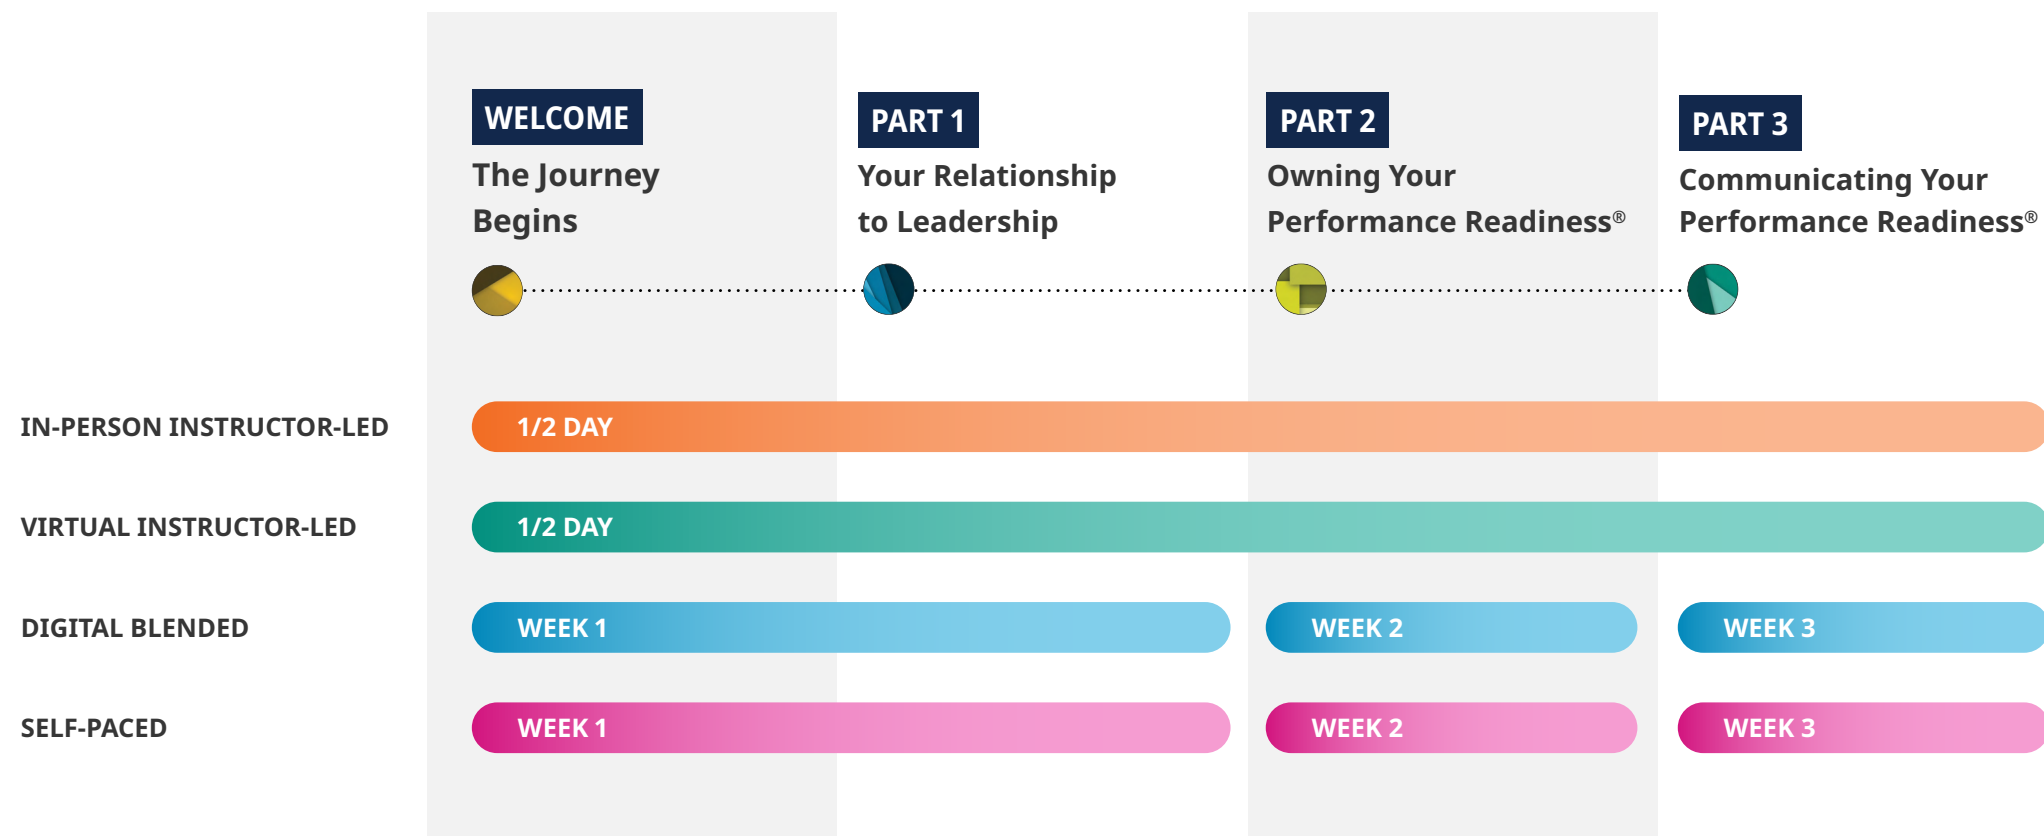 WELCOME
The Journey
Begins
PART 1
Your Relationship
to Leadership
PART 2
Owning Your
Performance Readiness®
PART 3
Communicating Your
Performance Readiness®
IN-PERSON INSTRUCTOR-LED
1/2 DAY
VIRTUAL INSTRUCTOR-LED
1/2 DAY
DIGITAL BLENDED
WEEK 1
WEEK 2
WEEK 3
SELF-PACED
WEEK 1
WEEK 2
WEEK 3